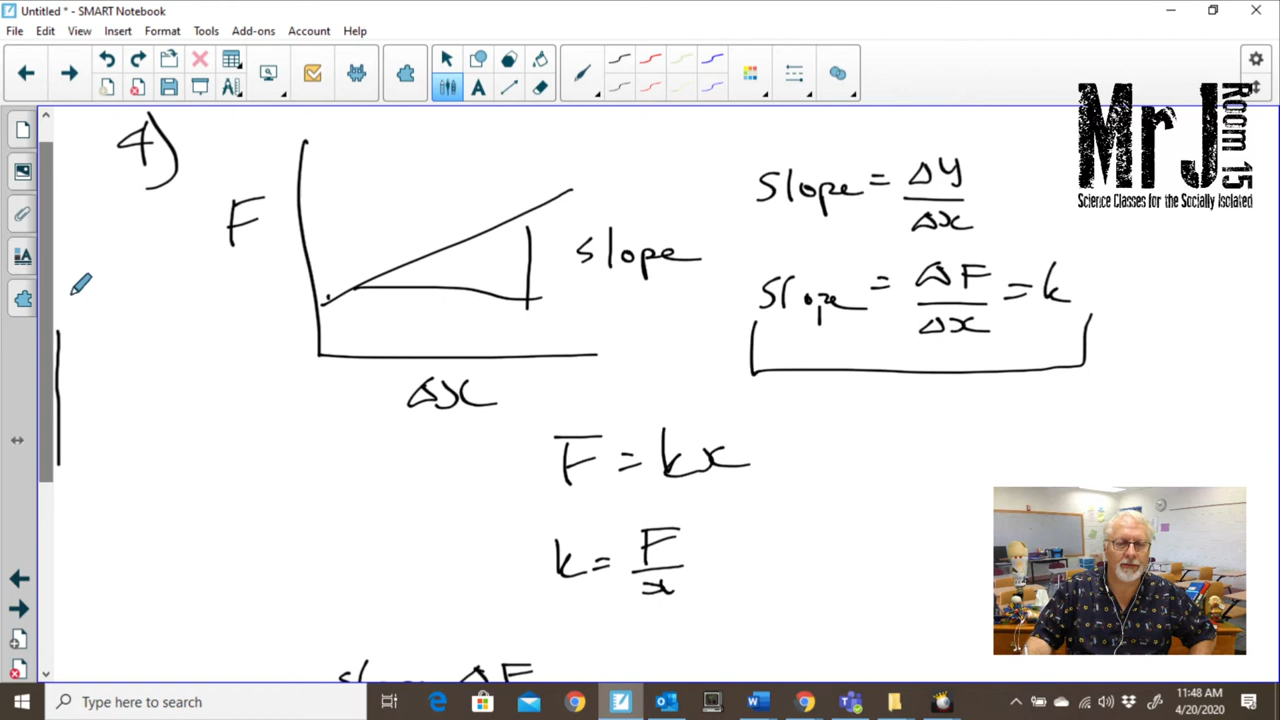 Untitled * - SMART Notebook
File Edit View Insert Format Tools Add-ons Account Help
Mr J
Room 15
Science Classes for the Socially Isolated
4)
F
slope
Δx
slope = Δy / Δx
slope = ΔF / Δx = k
F = kx
k = F / x
slope ΔF
Type here to search
11:48 AM
4/20/2020